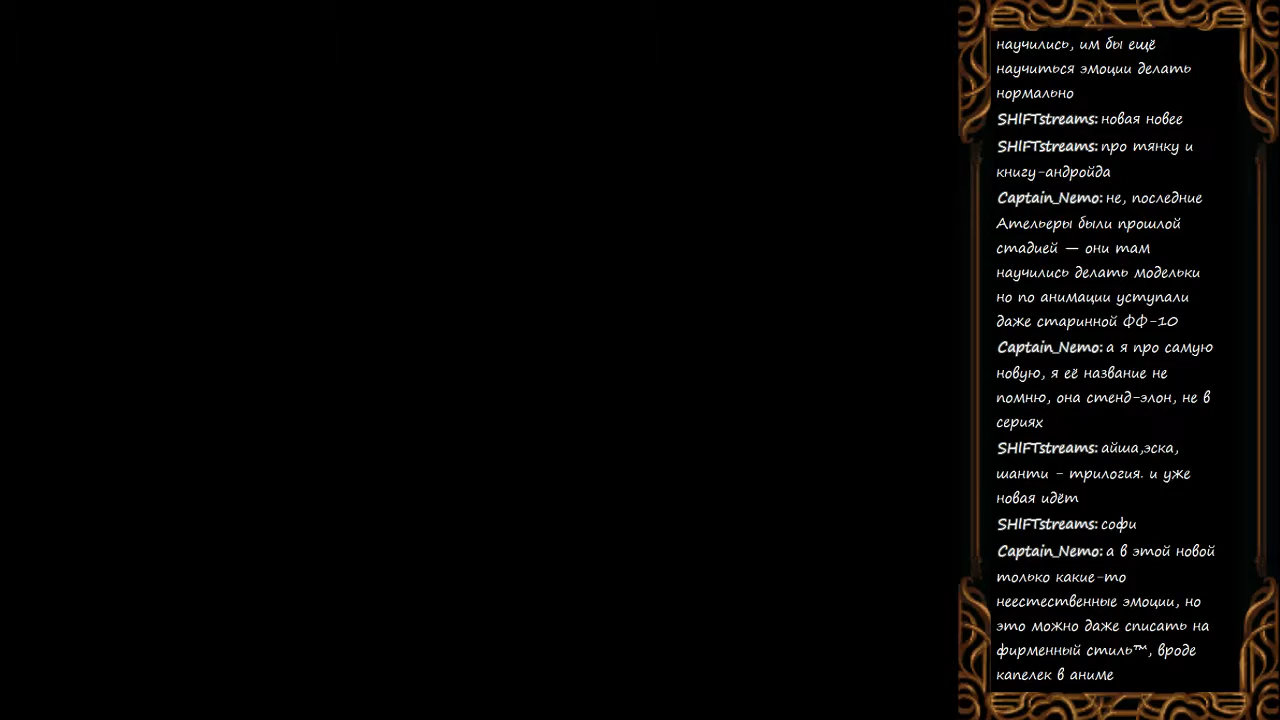 научились, им бы ещё
научиться эмоции делать
нормально
SHIFTstreams: новая новее
SHIFTstreams: про тянку и
книгу-андройда
Captain_Nemo: не, последние
Ательеры были прошлой
стадией — они там
научились делать модельки
но по анимации уступали
даже старинной ФФ-10
Captain_Nemo: а я про самую
новую, я её название не
помню, она стенд-элон, не в
сериях
SHIFTstreams: айша,эска,
шанти - трилогия. и уже
новая идёт
SHIFTstreams: софи
Captain_Nemo: а в этой новой
только какие-то
неестественные эмоции, но
это можно даже списать на
фирменный стиль™, вроде
капелек в аниме